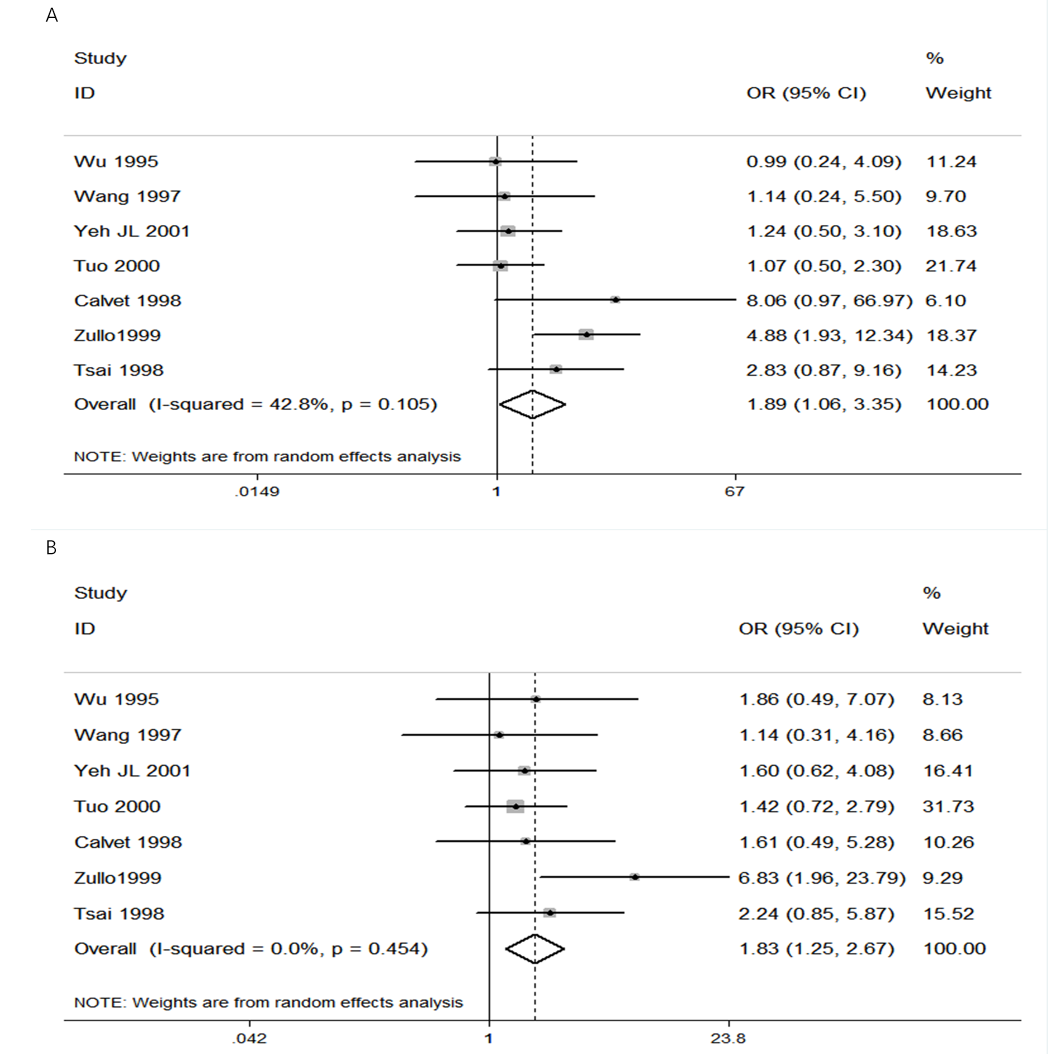 A
Study %
ID OR (95% CI) Weight
Wu 1995 0.99 (0.24, 4.09) 11.24
Wang 1997 1.14 (0.24, 5.50) 9.70
Yeh JL 2001 1.24 (0.50, 3.10) 18.63
Tuo 2000 1.07 (0.50, 2.30) 21.74
Calvet 1998 8.06 (0.97, 66.97) 6.10
Zullo1999 4.88 (1.93, 12.34) 18.37
Tsai 1998 2.83 (0.87, 9.16) 14.23
Overall (I-squared = 42.8%, p = 0.105) 1.89 (1.06, 3.35) 100.00
NOTE: Weights are from random effects analysis
.0149 1 67
B
Study %
ID OR (95% CI) Weight
Wu 1995 1.86 (0.49, 7.07) 8.13
Wang 1997 1.14 (0.31, 4.16) 8.66
Yeh JL 2001 1.60 (0.62, 4.08) 16.41
Tuo 2000 1.42 (0.72, 2.79) 31.73
Calvet 1998 1.61 (0.49, 5.28) 10.26
Zullo1999 6.83 (1.96, 23.79) 9.29
Tsai 1998 2.24 (0.85, 5.87) 15.52
Overall (I-squared = 0.0%, p = 0.454) 1.83 (1.25, 2.67) 100.00
NOTE: Weights are from random effects analysis
.042 1 23.8